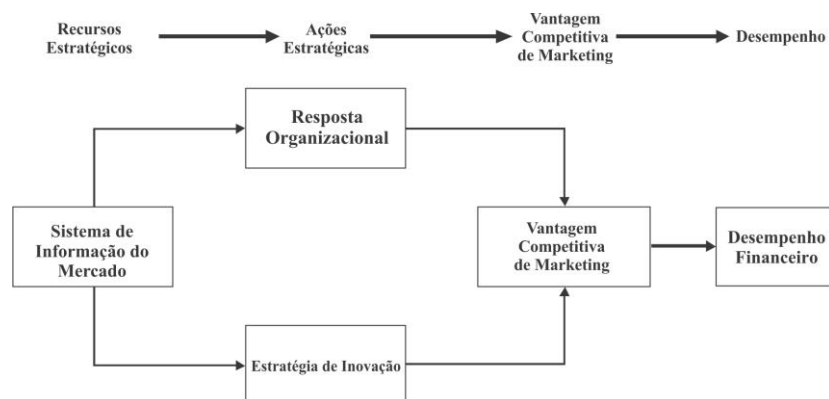 Recursos
Estratégicos
Ações
Estratégicas
Vantagem
Competitiva
de Marketing
Desempenho
Resposta
Organizacional
Sistema de
Informação do
Mercado
Vantagem
Competitiva
de Marketing
Desempenho
Financeiro
Estratégia de Inovação